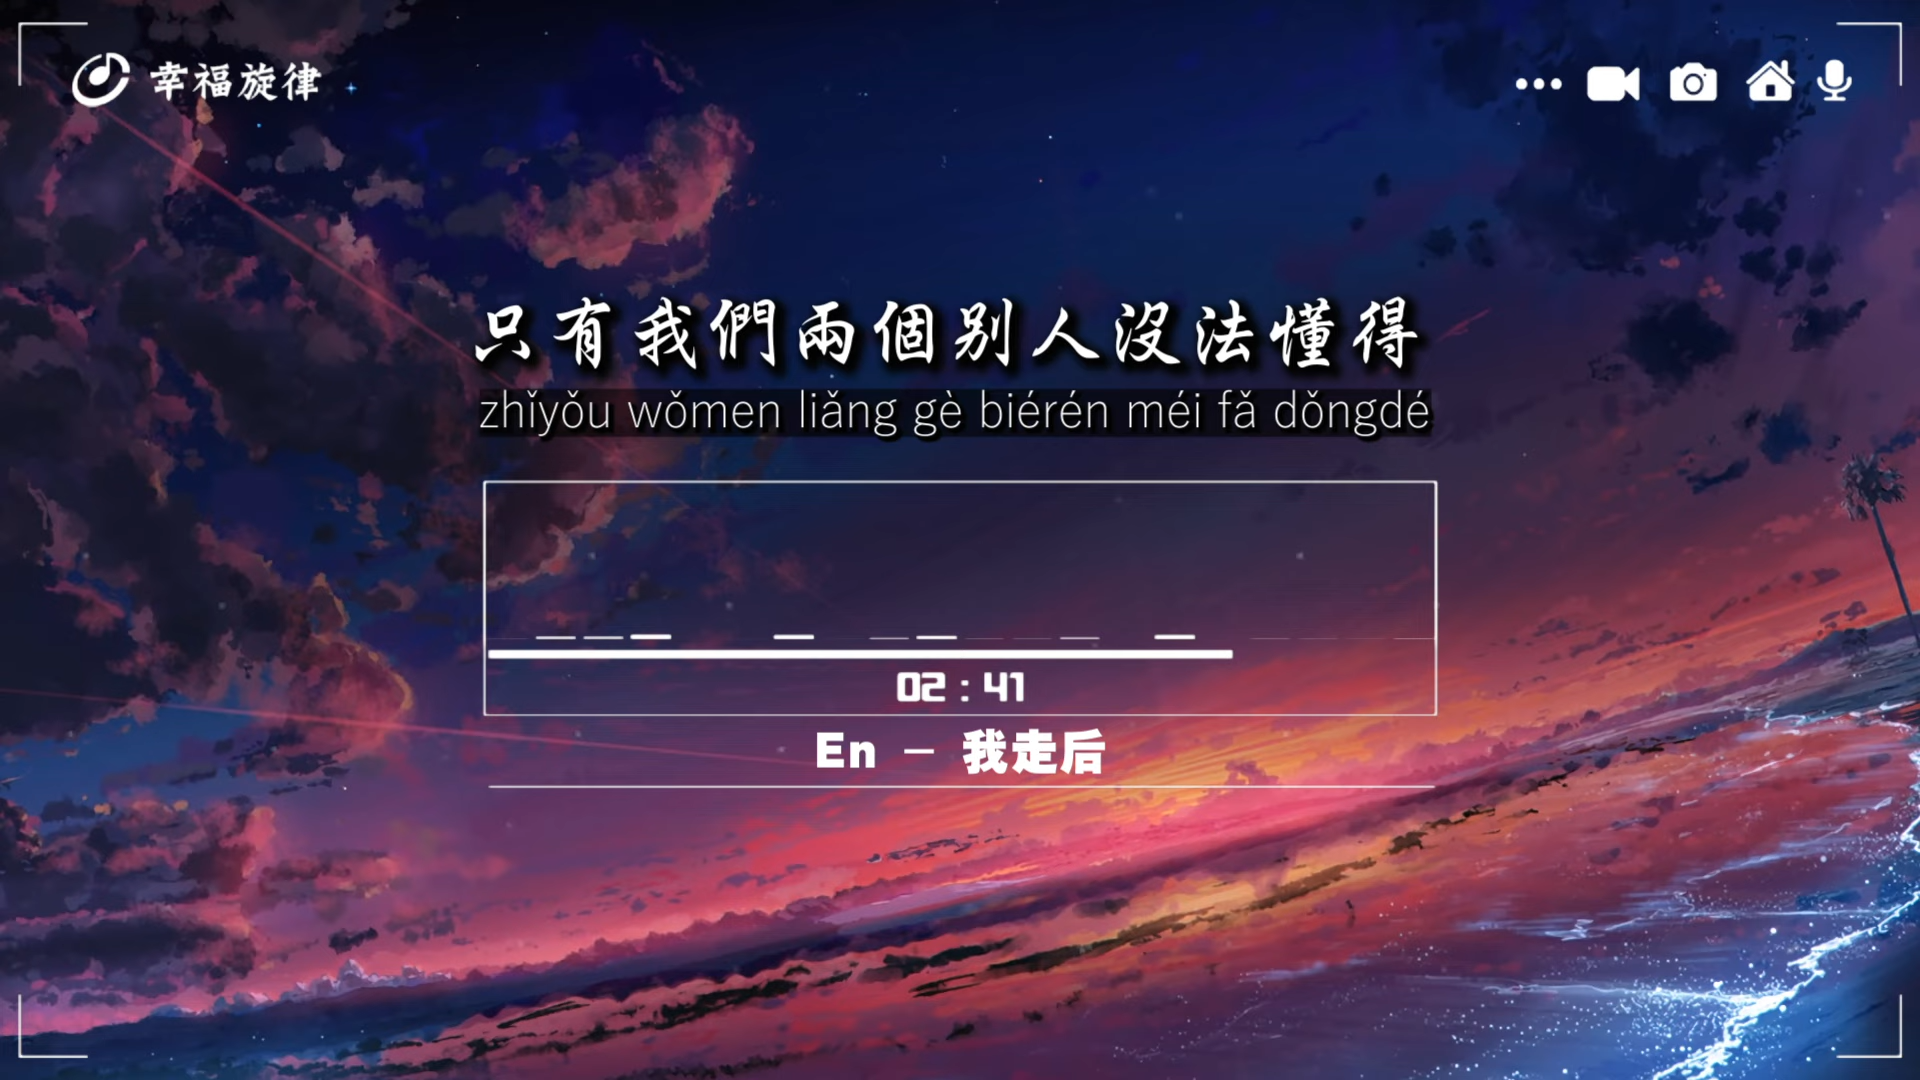 幸福旋律
只有我們兩個別人沒法懂得
zhǐyǒu wǒmen liǎng gè biérén méi fǎ dǒngdé
02 : 41
En － 我走后